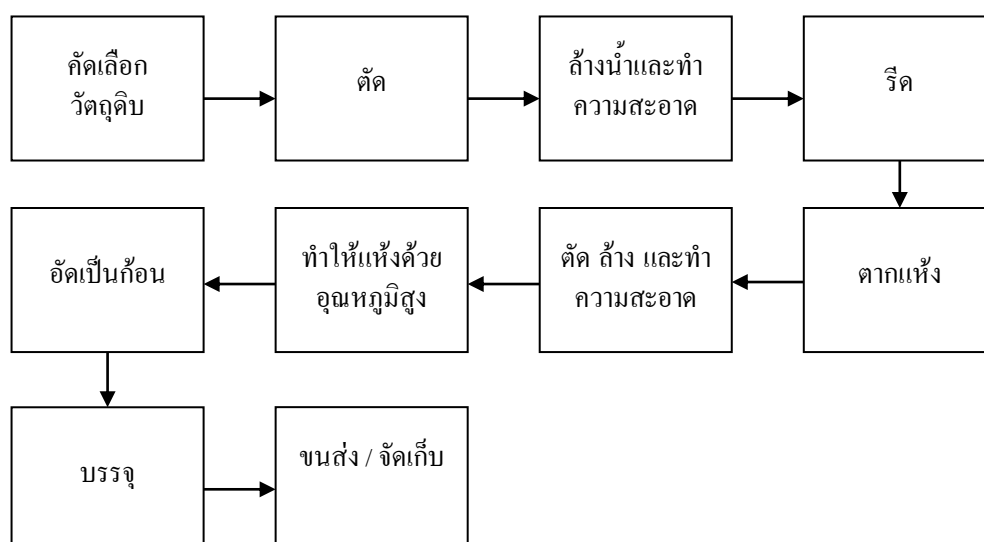 คัดเลือก
วัตถุดิบ
ตัด
ล้างน้ำและทำ
ความสะอาด
รีด
ตากแห้ง
ตัด ล้าง และทำ
ความสะอาด
ทำให้แห้งด้วย
อุณหภูมิสูง
อัดเป็นก้อน
บรรจุ
ขนส่ง / จัดเก็บ